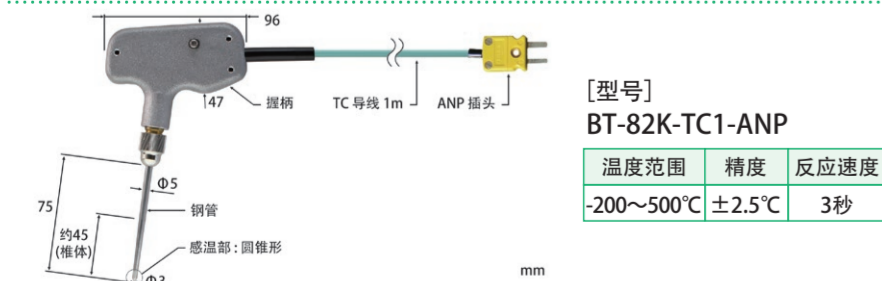 96
47
握柄
TC 导线 1m
ANP 插头
[型号]
BT-82K-TC1-ANP
温度范围 精度 反应速度
-200～500℃ ±2.5℃ 3秒
Φ5
75
钢管
约45
(椎体)
感温部：圆锥形
Φ3
mm